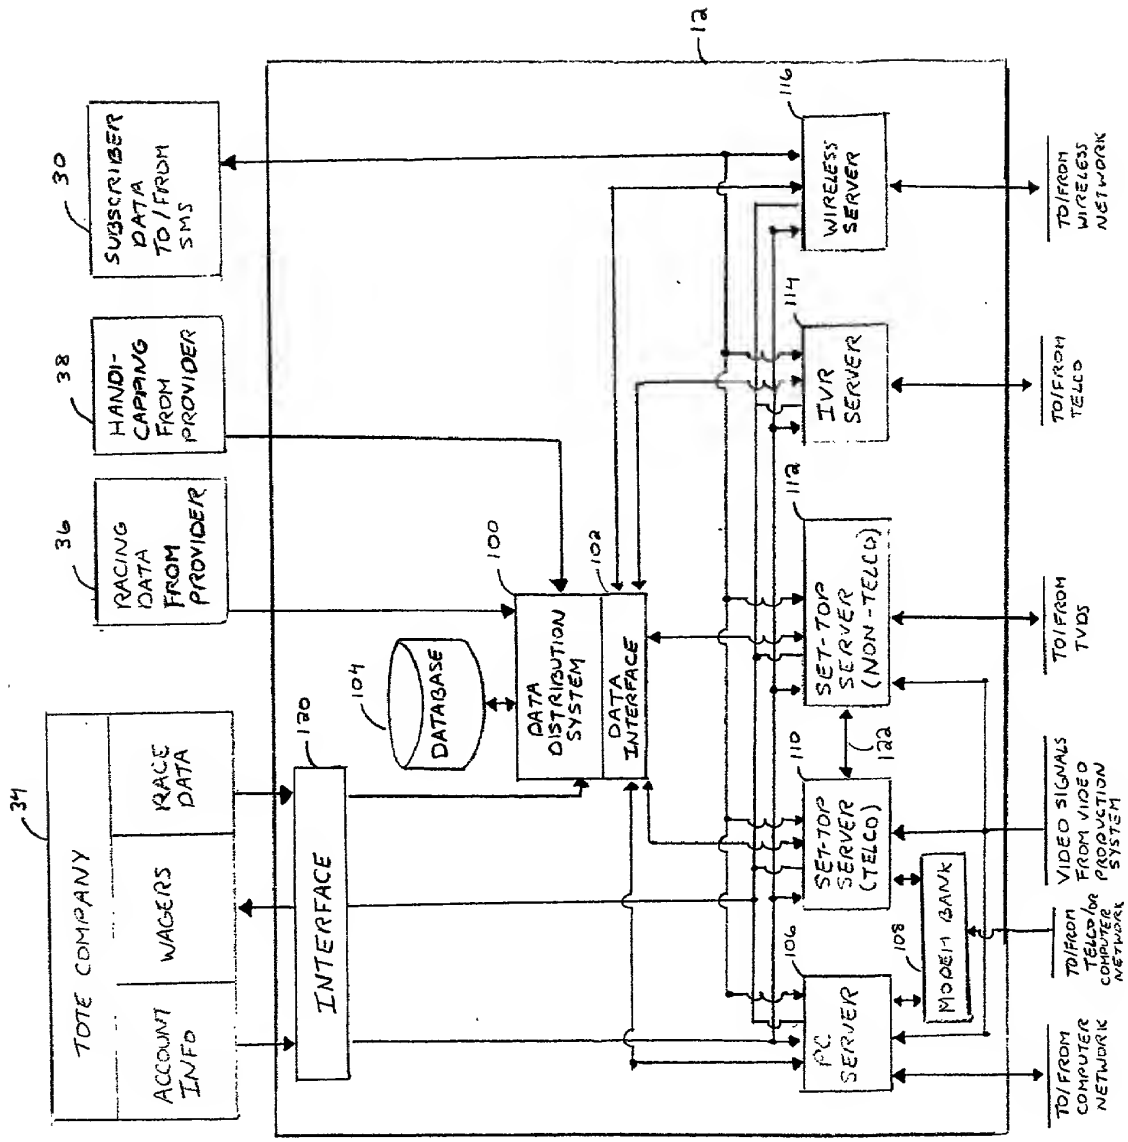 34
TOTE COMPANY
ACCOUNT
INFO
WAGERS
RACE
DATA
36
RACING
DATA
FROM
PROVIDER
38
HANDI-
CAPPING
FROM
PROVIDER
30
SUBSCRIBER
DATA
TO/FROM
SMS
12
120
INTERFACE
104
DATABASE
100
DATA
DISTRIBUTION
SYSTEM
102
DATA
INTERFACE
106
PC
SERVER
108
MODEM BANK
110
SET-TOP
SERVER
(TELCO)
122
112
SET-TOP
SERVER
(NON-TELCO)
114
IVR
SERVER
116
WIRELESS
SERVER
TO/FROM
COMPUTER
NETWORK
TO/FROM
TELCO/OR
COMPUTER
NETWORK
VIDEO SIGNALS
FROM VIDEO
PRODUCTION
SYSTEM
TO/FROM
TVDS
TO/FROM
TELCO
TO/FROM
WIRELESS
NETWORK